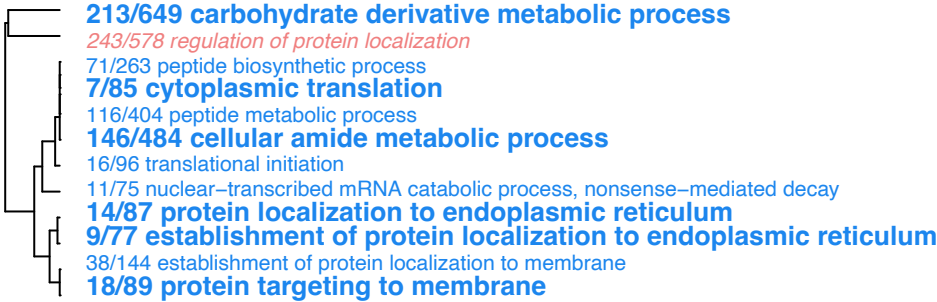 213/649 carbohydrate derivative metabolic process
243/578 regulation of protein localization
71/263 peptide biosynthetic process
7/85 cytoplasmic translation
116/404 peptide metabolic process
146/484 cellular amide metabolic process
16/96 translational initiation
11/75 nuclear−transcribed mRNA catabolic process, nonsense−mediated decay
14/87 protein localization to endoplasmic reticulum
9/77 establishment of protein localization to endoplasmic reticulum
38/144 establishment of protein localization to membrane
18/89 protein targeting to membrane